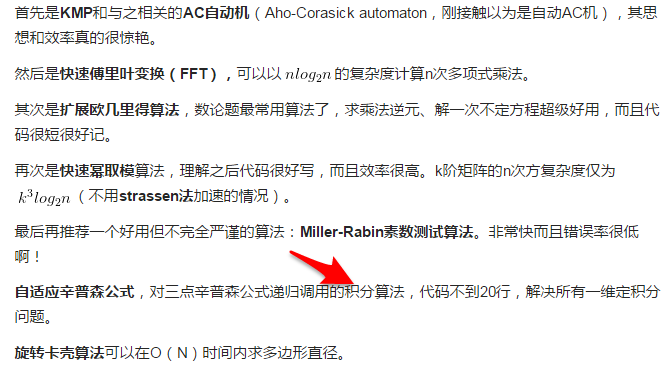 首先是KMP和与之相关的AC自动机（Aho-Corasick automaton，刚接触以为是自动AC机），其思
想和效率真的很惊艳。
然后是快速傅里叶变换（FFT），可以以 nlog₂n 的复杂度计算n次多项式乘法。
其次是扩展欧几里得算法，数论题最常用算法了，求乘法逆元、解一次不定方程超级好用，而且代
码很短很好记。
再次是快速幂取模算法，理解之后代码很好写，而且效率很高。k阶矩阵的n次方复杂度仅为
k³log₂n（不用strassen法加速的情况）。
最后再推荐一个好用但不完全严谨的算法：Miller-Rabin素数测试算法。非常快而且错误率很低
啊！
自适应辛普森公式，对三点辛普森公式递归调用的积分算法，代码不到20行，解决所有一维定积分
问题。
旋转卡壳算法可以在O（N）时间内求多边形直径。